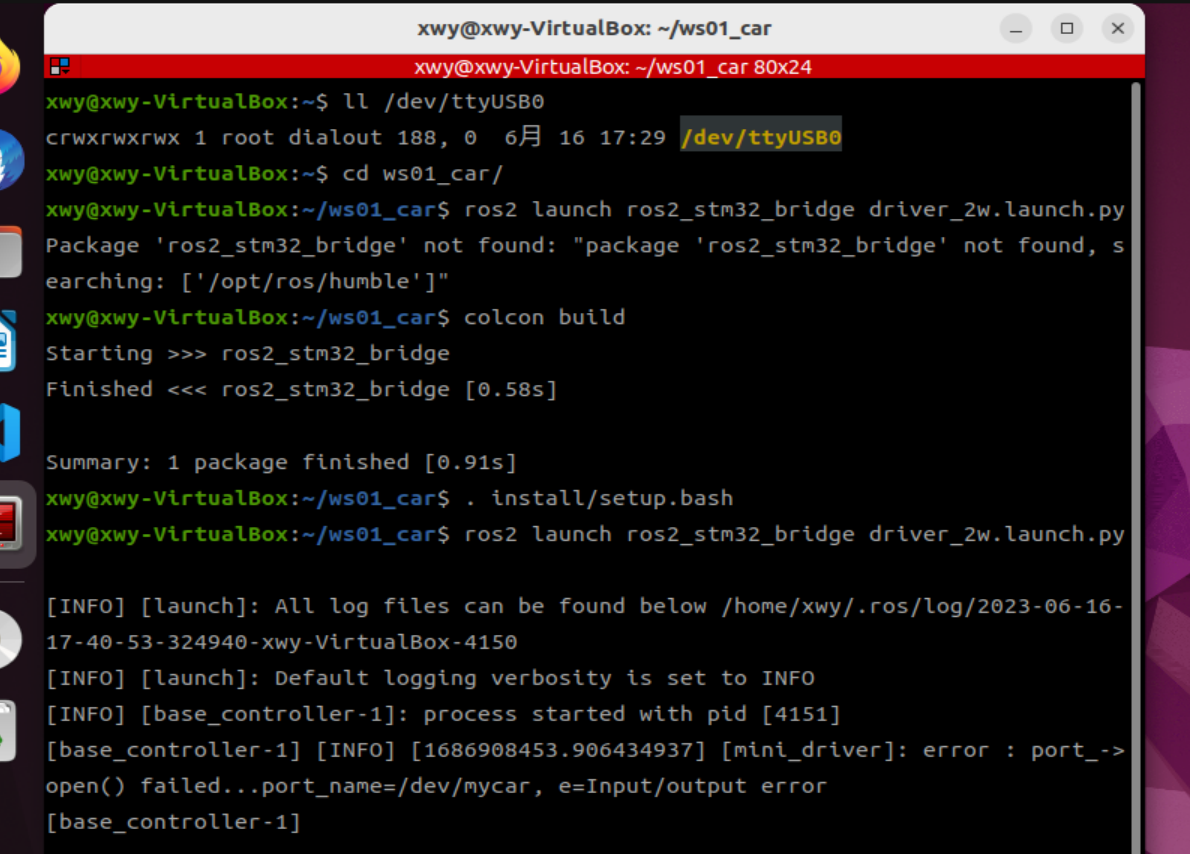 xwy@xwy-VirtualBox: ~/ws01_car
xwy@xwy-VirtualBox: ~/ws01_car 80x24
xwy@xwy-VirtualBox:~$ ll /dev/ttyUSB0
crwxrwxrwx 1 root dialout 188, 0  6月 16 17:29 /dev/ttyUSB0
xwy@xwy-VirtualBox:~$ cd ws01_car/
xwy@xwy-VirtualBox:~/ws01_car$ ros2 launch ros2_stm32_bridge driver_2w.launch.py
Package 'ros2_stm32_bridge' not found: "package 'ros2_stm32_bridge' not found, s
earching: ['/opt/ros/humble']"
xwy@xwy-VirtualBox:~/ws01_car$ colcon build
Starting >>> ros2_stm32_bridge
Finished <<< ros2_stm32_bridge [0.58s]
Summary: 1 package finished [0.91s]
xwy@xwy-VirtualBox:~/ws01_car$ . install/setup.bash
xwy@xwy-VirtualBox:~/ws01_car$ ros2 launch ros2_stm32_bridge driver_2w.launch.py
[INFO] [launch]: All log files can be found below /home/xwy/.ros/log/2023-06-16-
17-40-53-324940-xwy-VirtualBox-4150
[INFO] [launch]: Default logging verbosity is set to INFO
[INFO] [base_controller-1]: process started with pid [4151]
[base_controller-1] [INFO] [1686908453.906434937] [mini_driver]: error : port_->
open() failed...port_name=/dev/mycar, e=Input/output error
[base_controller-1]